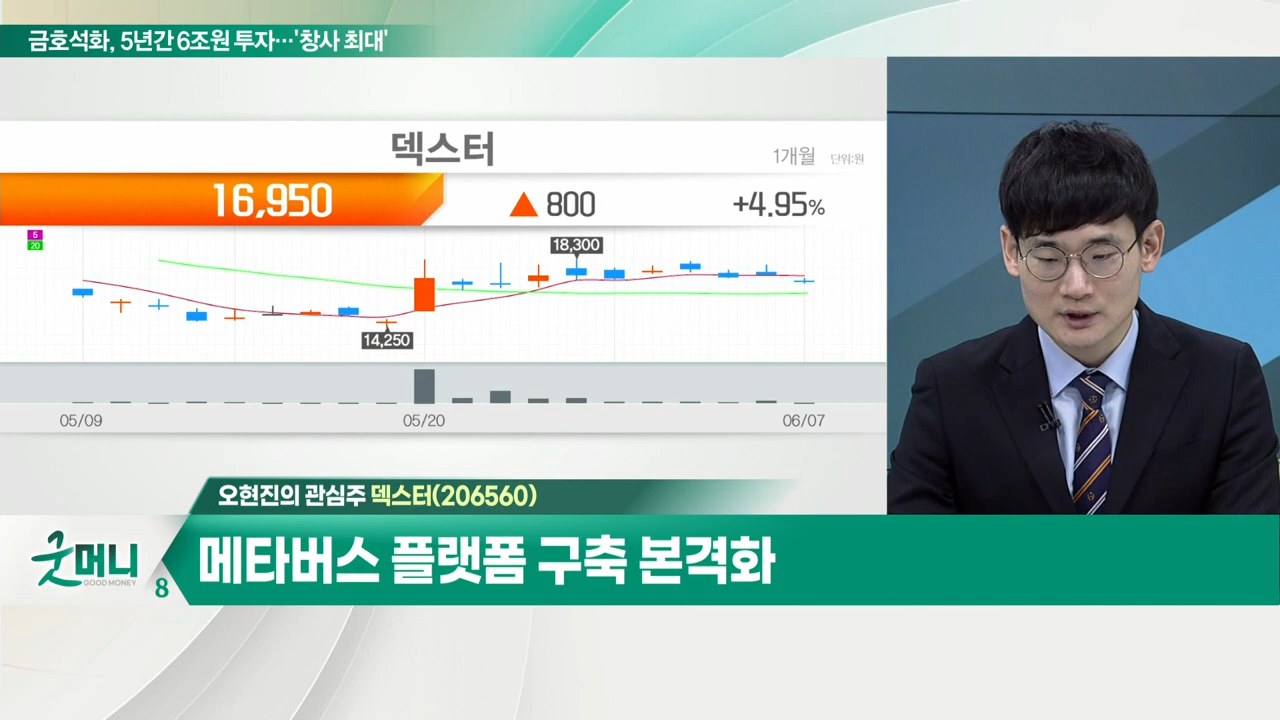 금호석화, 5년간 6조원 투자…'창사 최대'
덱스터
1개월 단위:원
16,950 ▲ 800 +4.95%
5
20
18,300
14,250
05/09 05/20 06/07
오현진의 관심주 덱스터(206560)
메타버스 플랫폼 구축 본격화
굿머니
GOOD MONEY
8